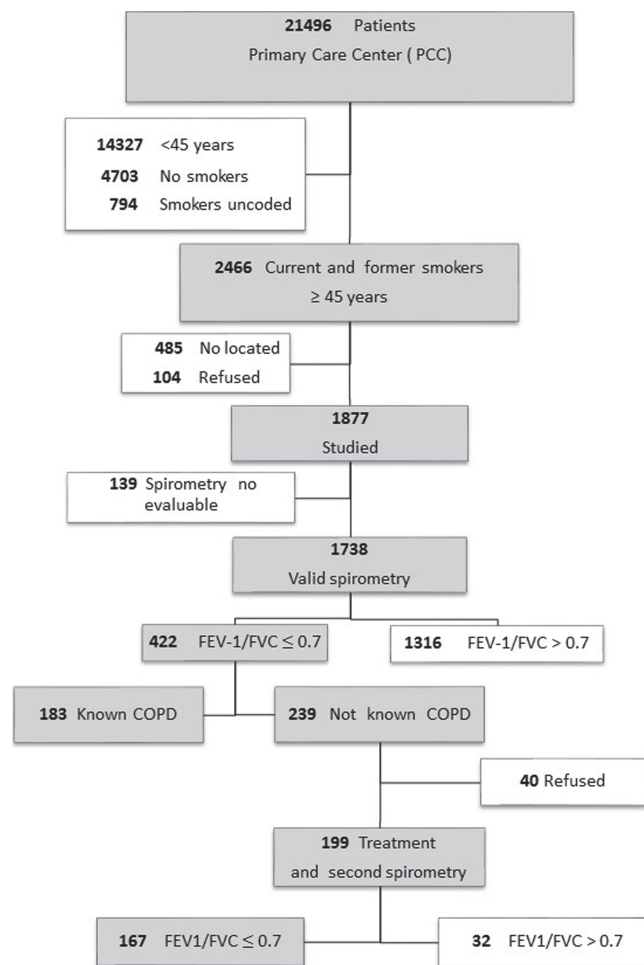 21496 Patients
Primary Care Center ( PCC)
14327 <45 years
4703 No smokers
794 Smokers uncoded
2466 Current and former smokers
≥ 45 years
485 No located
104 Refused
1877
Studied
139 Spirometry no
evaluable
1738
Valid spirometry
422 FEV-1/FVC ≤ 0.7
1316 FEV-1/FVC > 0.7
183 Known COPD
239 Not known COPD
40 Refused
199 Treatment
and second spirometry
167 FEV1/FVC ≤ 0.7
32 FEV1/FVC > 0.7